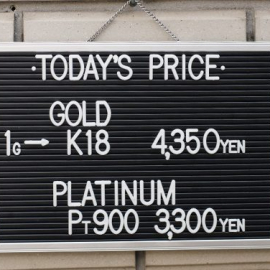 ·TODAY'S PRICE·
GOLD
1G→ K18 4,350YEN
PLATINUM
PT900 3,300YEN